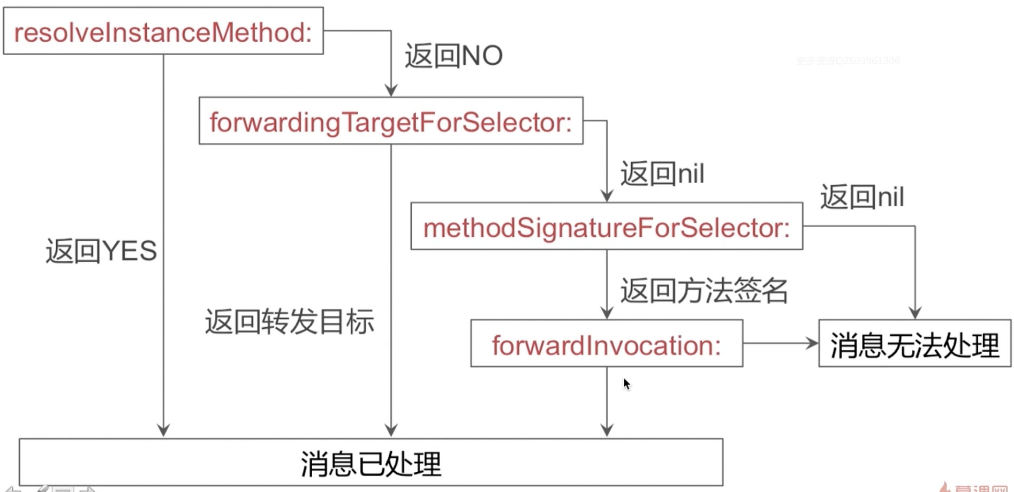 resolveInstanceMethod:
返回NO
forwardingTargetForSelector:
返回nil
返回nil
methodSignatureForSelector:
返回YES
返回方法签名
返回转发目标
forwardInvocation:
消息无法处理
消息已处理